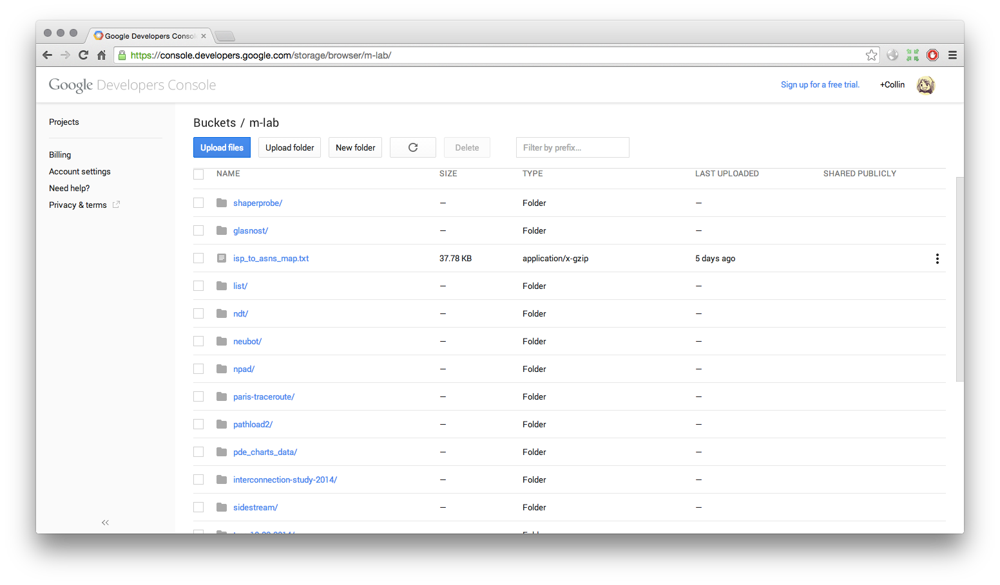 Google Developers Conso
https://console.developers.google.com/storage/browser/m-lab/
Google Developers Console
Sign up for a free trial.
+Collin
Projects
Billing
Account settings
Need help?
Privacy & terms
Buckets / m-lab
Upload files Upload folder New folder Delete Filter by prefix...
NAME SIZE TYPE LAST UPLOADED SHARED PUBLICLY
shaperprobe/ — Folder —
glasnost/ — Folder —
isp_to_asns_map.txt 37.78 KB application/x-gzip 5 days ago
list/ — Folder —
ndt/ — Folder —
neubot/ — Folder —
npad/ — Folder —
paris-traceroute/ — Folder —
pathload2/ — Folder —
pde_charts_data/ — Folder —
interconnection-study-2014/ — Folder —
sidestream/ — Folder —
Folder